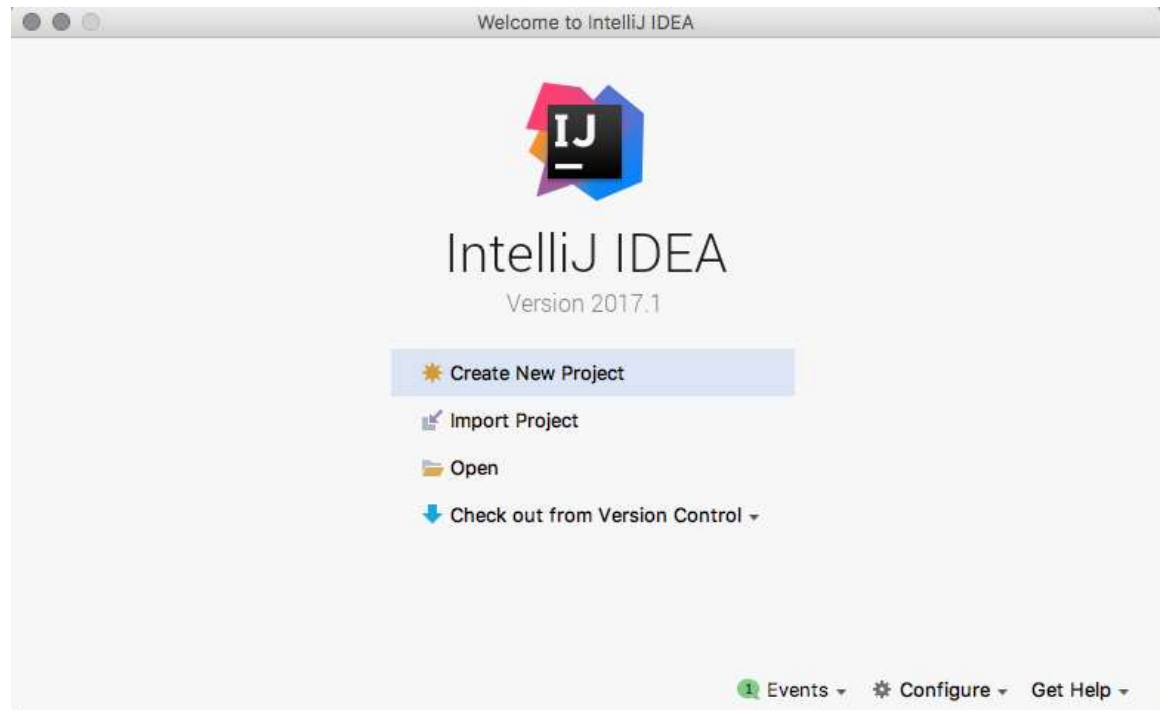 Welcome to IntelliJ IDEA
IJ
IntelliJ IDEA
Version 2017.1
Create New Project
Import Project
Open
Check out from Version Control
1 Events Configure Get Help